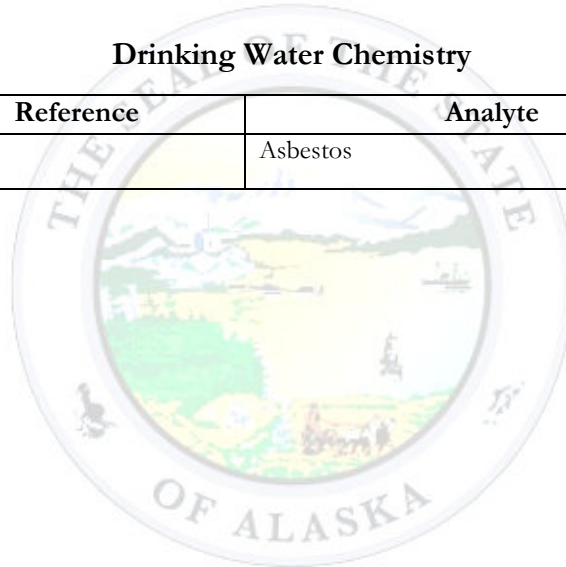 Drinking Water Chemistry
Reference Analyte
Asbestos
THE SEAL OF THE STATE
OF ALASKA